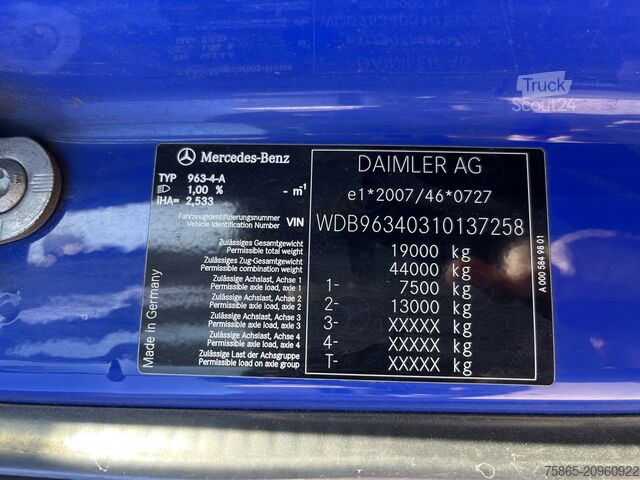 Truck
Scout24
Mercedes-Benz
TYP 963-4-A
1,00 % - m⁻¹
iHA= 2,533
Fahrzeugidentifizierungsnummer
Vehicle Identification Number VIN
Zulässiges Gesamtgewicht
Permissible total weight
Zulässiges Zug-Gesamtgewicht
Permissible combination weight
Zulässige Achslast, Achse 1
Permissible axle load, axle 1
Zulässige Achslast, Achse 2
Permissible axle load, axle 2
Zulässige Achslast, Achse 3
Permissible axle load, axle 3
Zulässige Achslast, Achse 4
Permissible axle load, axle 4
Zulässige Last der Achsgruppe
Permissible load on axle group
DAIMLER AG
e1*2007/46*0727
WDB96340310137258
19000 kg
44000 kg
1- 7500 kg
2- 13000 kg
3- XXXXX kg
4- XXXXX kg
T- XXXXX kg
Made in Germany
A 000 584 98 01
75865-20960922